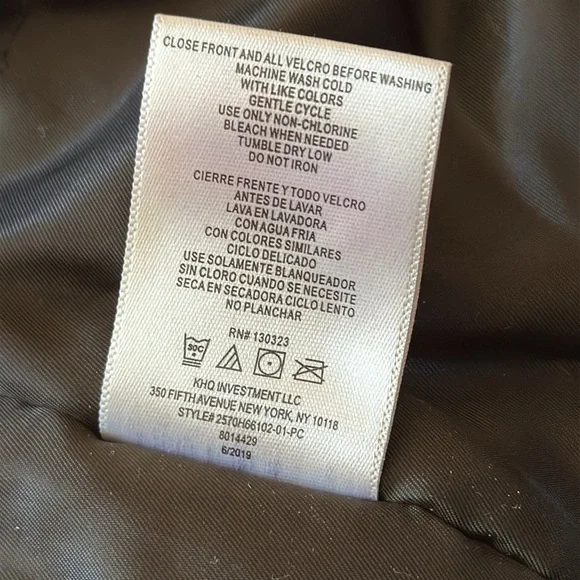 CLOSE FRONT AND ALL VELCRO BEFORE WASHING
MACHINE WASH COLD
WITH LIKE COLORS
GENTLE CYCLE
USE ONLY NON-CHLORINE
BLEACH WHEN NEEDED
TUMBLE DRY LOW
DO NOT IRON
CIERRE FRENTE Y TODO VELCRO
ANTES DE LAVAR
LAVA EN LAVADORA
CON AGUA FRIA
CON COLORES SIMILARES
CICLO DELICADO
USE SOLAMENTE BLANQUEADOR
SIN CLORO CUANDO SE NECESITE
SECA EN SECADORA CICLO LENTO
NO PLANCHAR
RN# 130323
30C
KHQ INVESTMENT LLC
350 FIFTH AVENUE NEW YORK, NY 10118
STYLE# 2570H66102-01-PC
8014429
6/2019